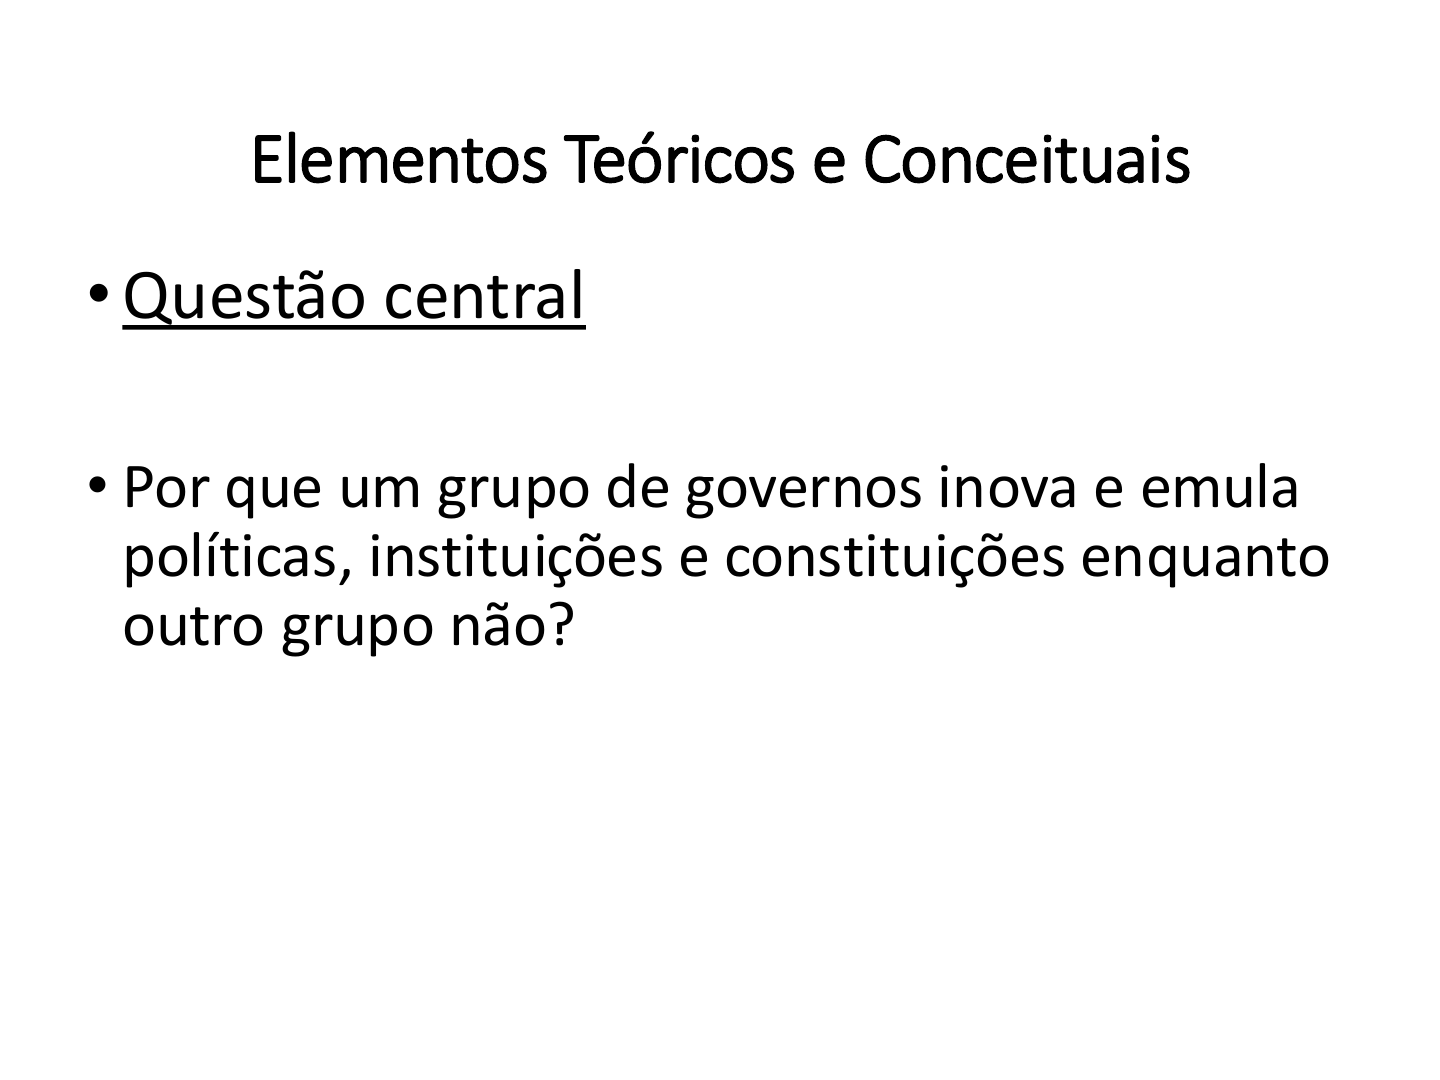 Elementos Teóricos e Conceituais
• Questão central
• Por que um grupo de governos inova e emula
políticas, instituições e constituições enquanto
outro grupo não?